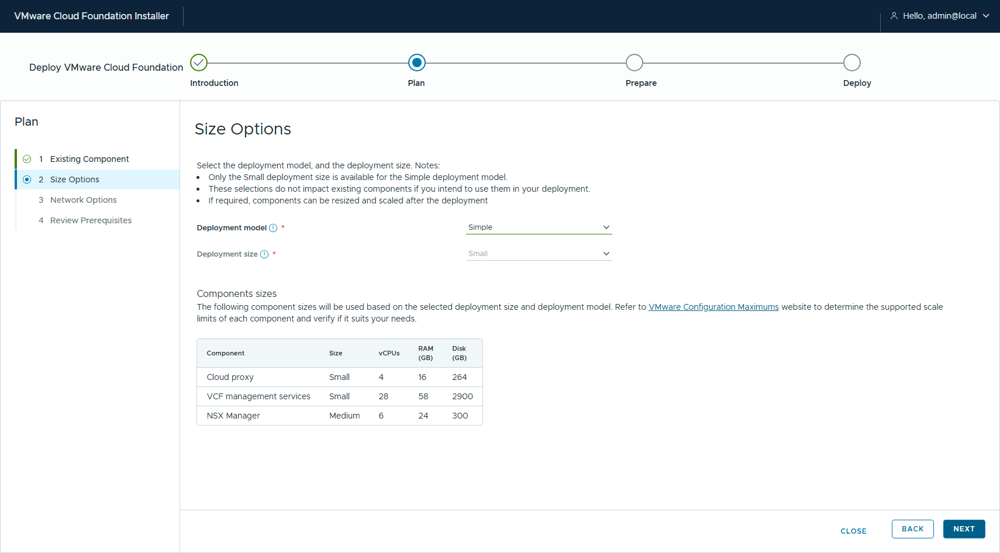 VMware Cloud Foundation Installer
Hello, admin@local
Deploy VMware Cloud Foundation
Introduction
Plan
Prepare
Deploy
Plan
1 Existing Component
2 Size Options
3 Network Options
4 Review Prerequisites
Size Options
Select the deployment model, and the deployment size. Notes:
• Only the Small deployment size is available for the Simple deployment model.
• These selections do not impact existing components if you intend to use them in your deployment.
• If required, components can be resized and scaled after the deployment
Deployment model * Simple
Deployment size * Small
Components sizes
The following component sizes will be used based on the selected deployment size and deployment model. Refer to VMware Configuration Maximums website to determine the supported scale
limits of each component and verify if it suits your needs.
Component Size vCPUs RAM (GB) Disk (GB)
Cloud proxy Small 4 16 264
VCF management services Small 28 58 2900
NSX Manager Medium 6 24 300
CLOSE BACK NEXT